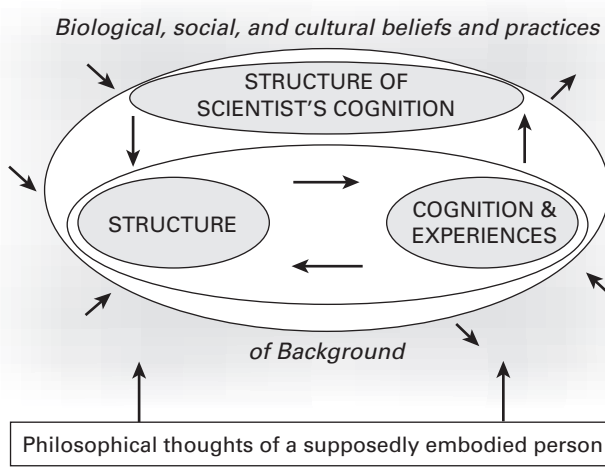 Biological, social, and cultural beliefs and practices
STRUCTURE OF
SCIENTIST'S COGNITION
STRUCTURE
COGNITION &
EXPERIENCES
of Background
Philosophical thoughts of a supposedly embodied person